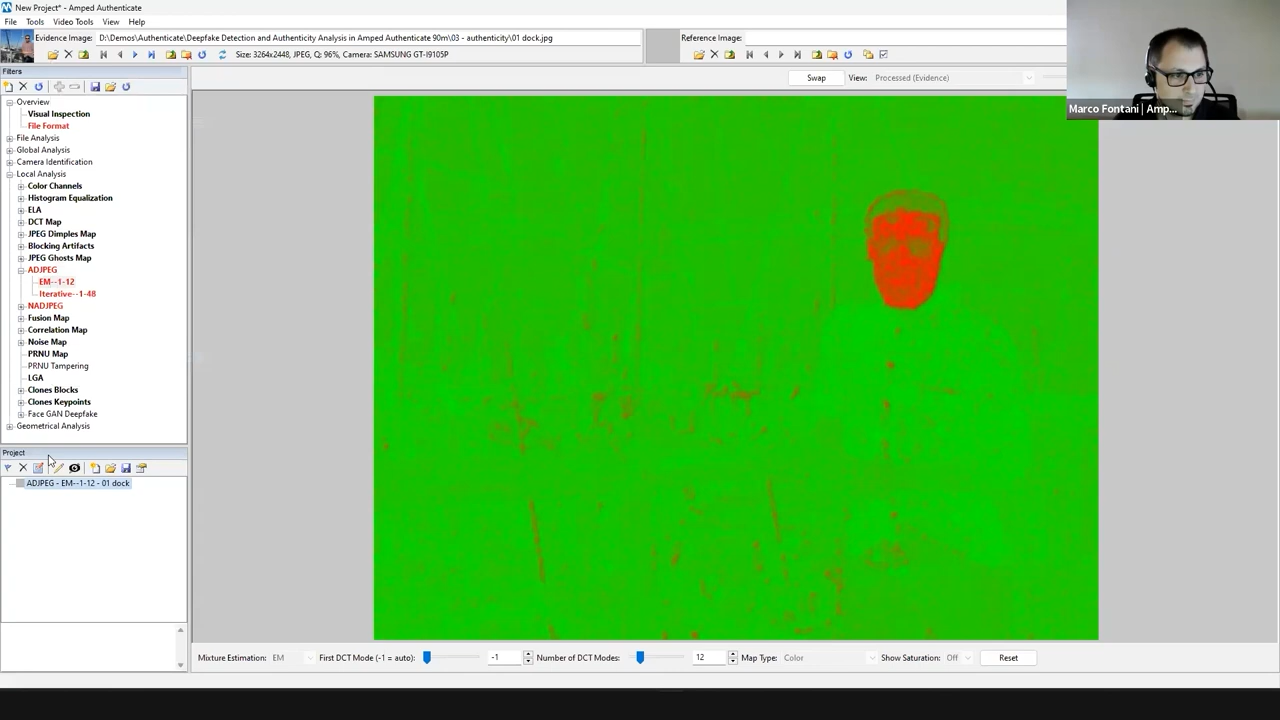 New Project* - Amped Authenticate
File Tools Video Tools View Help
Evidence Image: D:\Demos\Authenticate\Deepfake Detection and Authenticity Analysis in Amped Authenticate 90m\03 - authenticity\01 dock.jpg
Reference Image:
Size: 3264x2448, JPEG, Q: 96%, Camera: SAMSUNG GT-I9105P
Filters
Swap
View: Processed (Evidence)
Marco Fontani | Amp...
Overview
Visual Inspection
File Format
File Analysis
Global Analysis
Camera Identification
Local Analysis
Color Channels
Histogram Equalization
ELA
DCT Map
JPEG Dimples Map
Blocking Artifacts
JPEG Ghosts Map
ADJPEG
EM--1-12
Iterative--1-48
NADJPEG
Fusion Map
Correlation Map
Noise Map
PRNU Map
PRNU Tampering
LGA
Clones Blocks
Clones Keypoints
Face GAN Deepfake
Geometrical Analysis
Project
ADJPEG - EM--1-12 - 01 dock
Mixture Estimation: EM First DCT Mode (-1 = auto): -1 Number of DCT Modes: 12 Map Type: Color Show Saturation: Off Reset